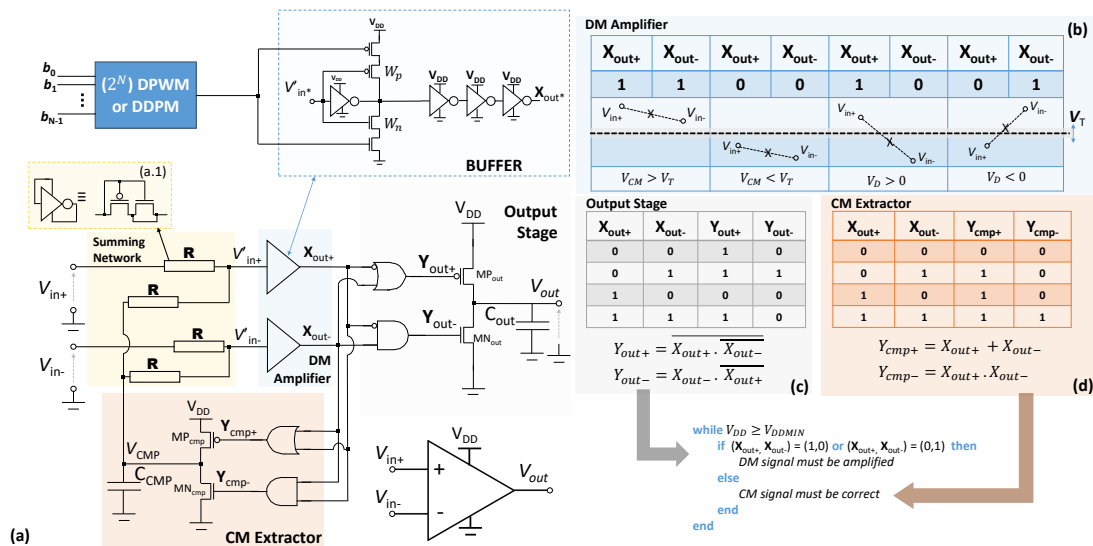 b0
b1
bN-1
(2^N) DPWM
or DDPM
VDD
V'in*
VDD
Wp
Wn
VDD
VDD
VDD
Xout*
BUFFER
(a.1)
≡
Summing
Network
R
R
R
R
Vin+
Vin-
V'in+
V'in-
Xout+
Xout-
DM
Amplifier
Output
Stage
VDD
Yout+
MPout
Yout-
MNout
Vout
Cout
VDD
MPcmp
Ycmp+
VCMP
CCMP
MNcmp
Ycmp-
CM Extractor
Vin+
Vin-
+
-
VDD
Vout
(a)
DM Amplifier
(b)
Xout+ Xout- Xout+ Xout- Xout+ Xout- Xout+ Xout-
1 1 0 0 1 0 0 1
Vin+ Vin- Vin+ Vin- Vin+ Vin- Vin+ Vin-
VT
VCM > VT VCM < VT VD > 0 VD < 0
Output Stage
Xout+ Xout- Yout+ Yout-
0 0 1 0
0 1 1 1
1 0 0 0
1 1 1 0
Yout+ = \overline{Xout+ . \overline{Xout-}}
Yout- = Xout- . \overline{Xout+}
(c)
CM Extractor
Xout+ Xout- Ycmp+ Ycmp-
0 0 0 0
0 1 1 0
1 0 1 0
1 1 1 1
Ycmp+ = Xout+ + Xout-
Ycmp- = Xout+ . Xout-
(d)
while VDD ≥ VDDMIN
if (Xout+, Xout-) = (1,0) or (Xout+, Xout-) = (0,1) then
DM signal must be amplified
else
CM signal must be correct
end
end